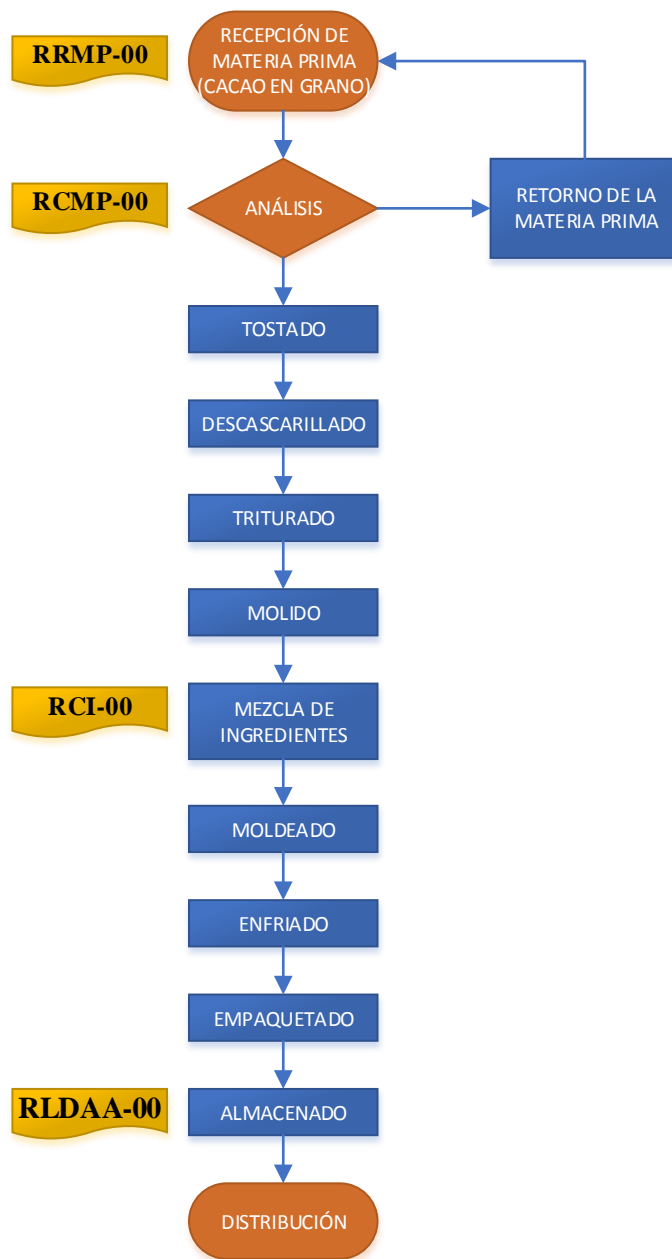 RRMP-00
RECEPCIÓN DE
MATERIA PRIMA
(CACAO EN GRANO)
RCMP-00
ANÁLISIS
RETORNO DE LA
MATERIA PRIMA
TOSTADO
DESCASCARILLADO
TRITURADO
MOLIDO
RCI-00
MEZCLA DE
INGREDIENTES
MOLDEADO
ENFRIADO
EMPAQUETADO
RLDAA-00
ALMACENADO
DISTRIBUCIÓN